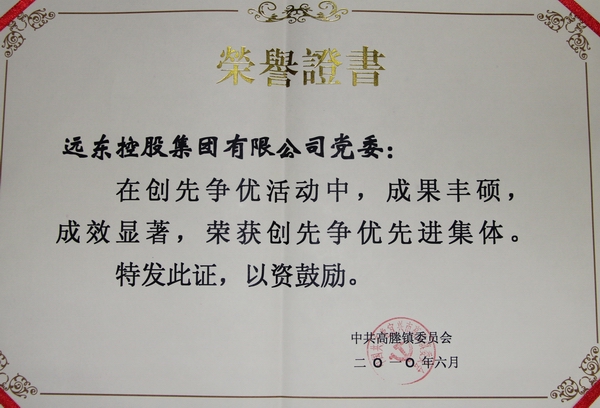 榮譽證書
远东控股集团有限公司党委：
在创先争优活动中，成果丰硕，
成效显著，荣获创先争优先进集体。
特发此证，以资鼓励。
中共高塍镇委员会
二〇一〇年六月